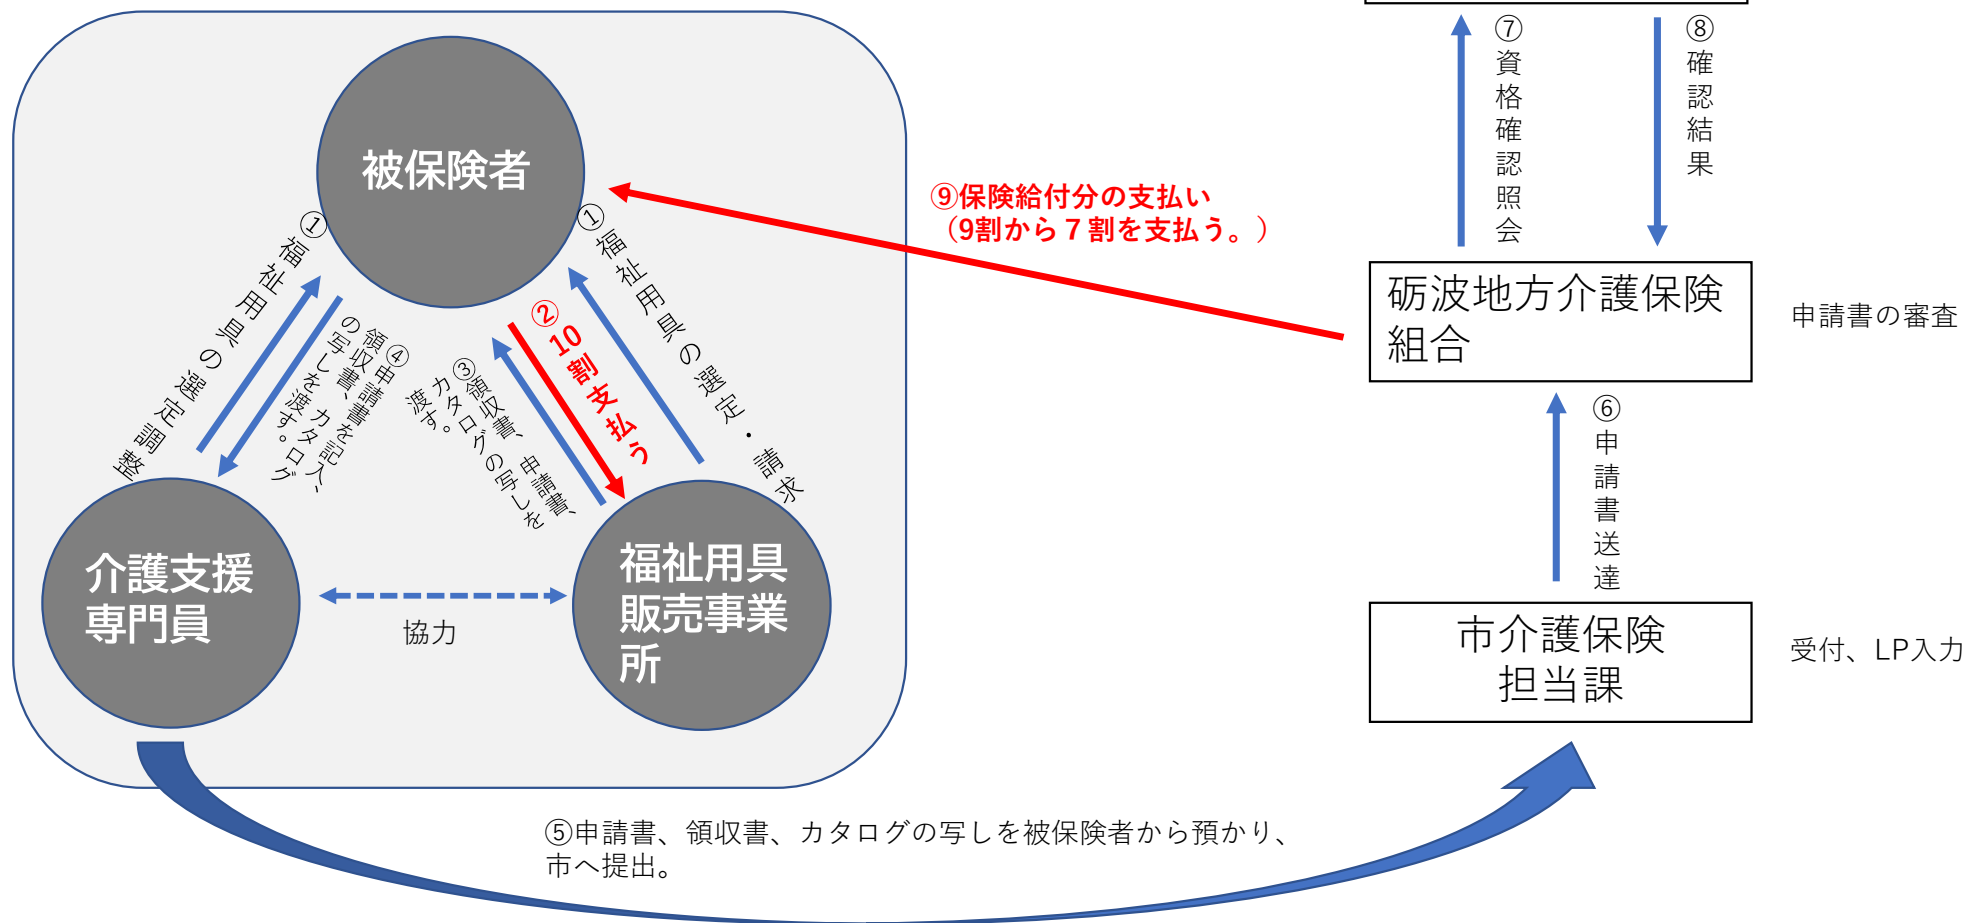 被保険者
①福祉用具の選定調整
④申請書を記入、
領収書、カタログ
の写しを渡す。
③領収書、申請書、
カタログの写しを
渡す。
②10割支払う
①福祉用具の選定・請求
介護支援
専門員
協力
福祉用具
販売事業
所
⑨保険給付分の支払い
（9割から７割を支払う。）
⑦資格確認照会
⑧確認結果
砺波地方介護保険
組合
申請書の審査
⑥申請書送達
市介護保険
担当課
受付、LP入力
⑤申請書、領収書、カタログの写しを被保険者から預かり、
市へ提出。